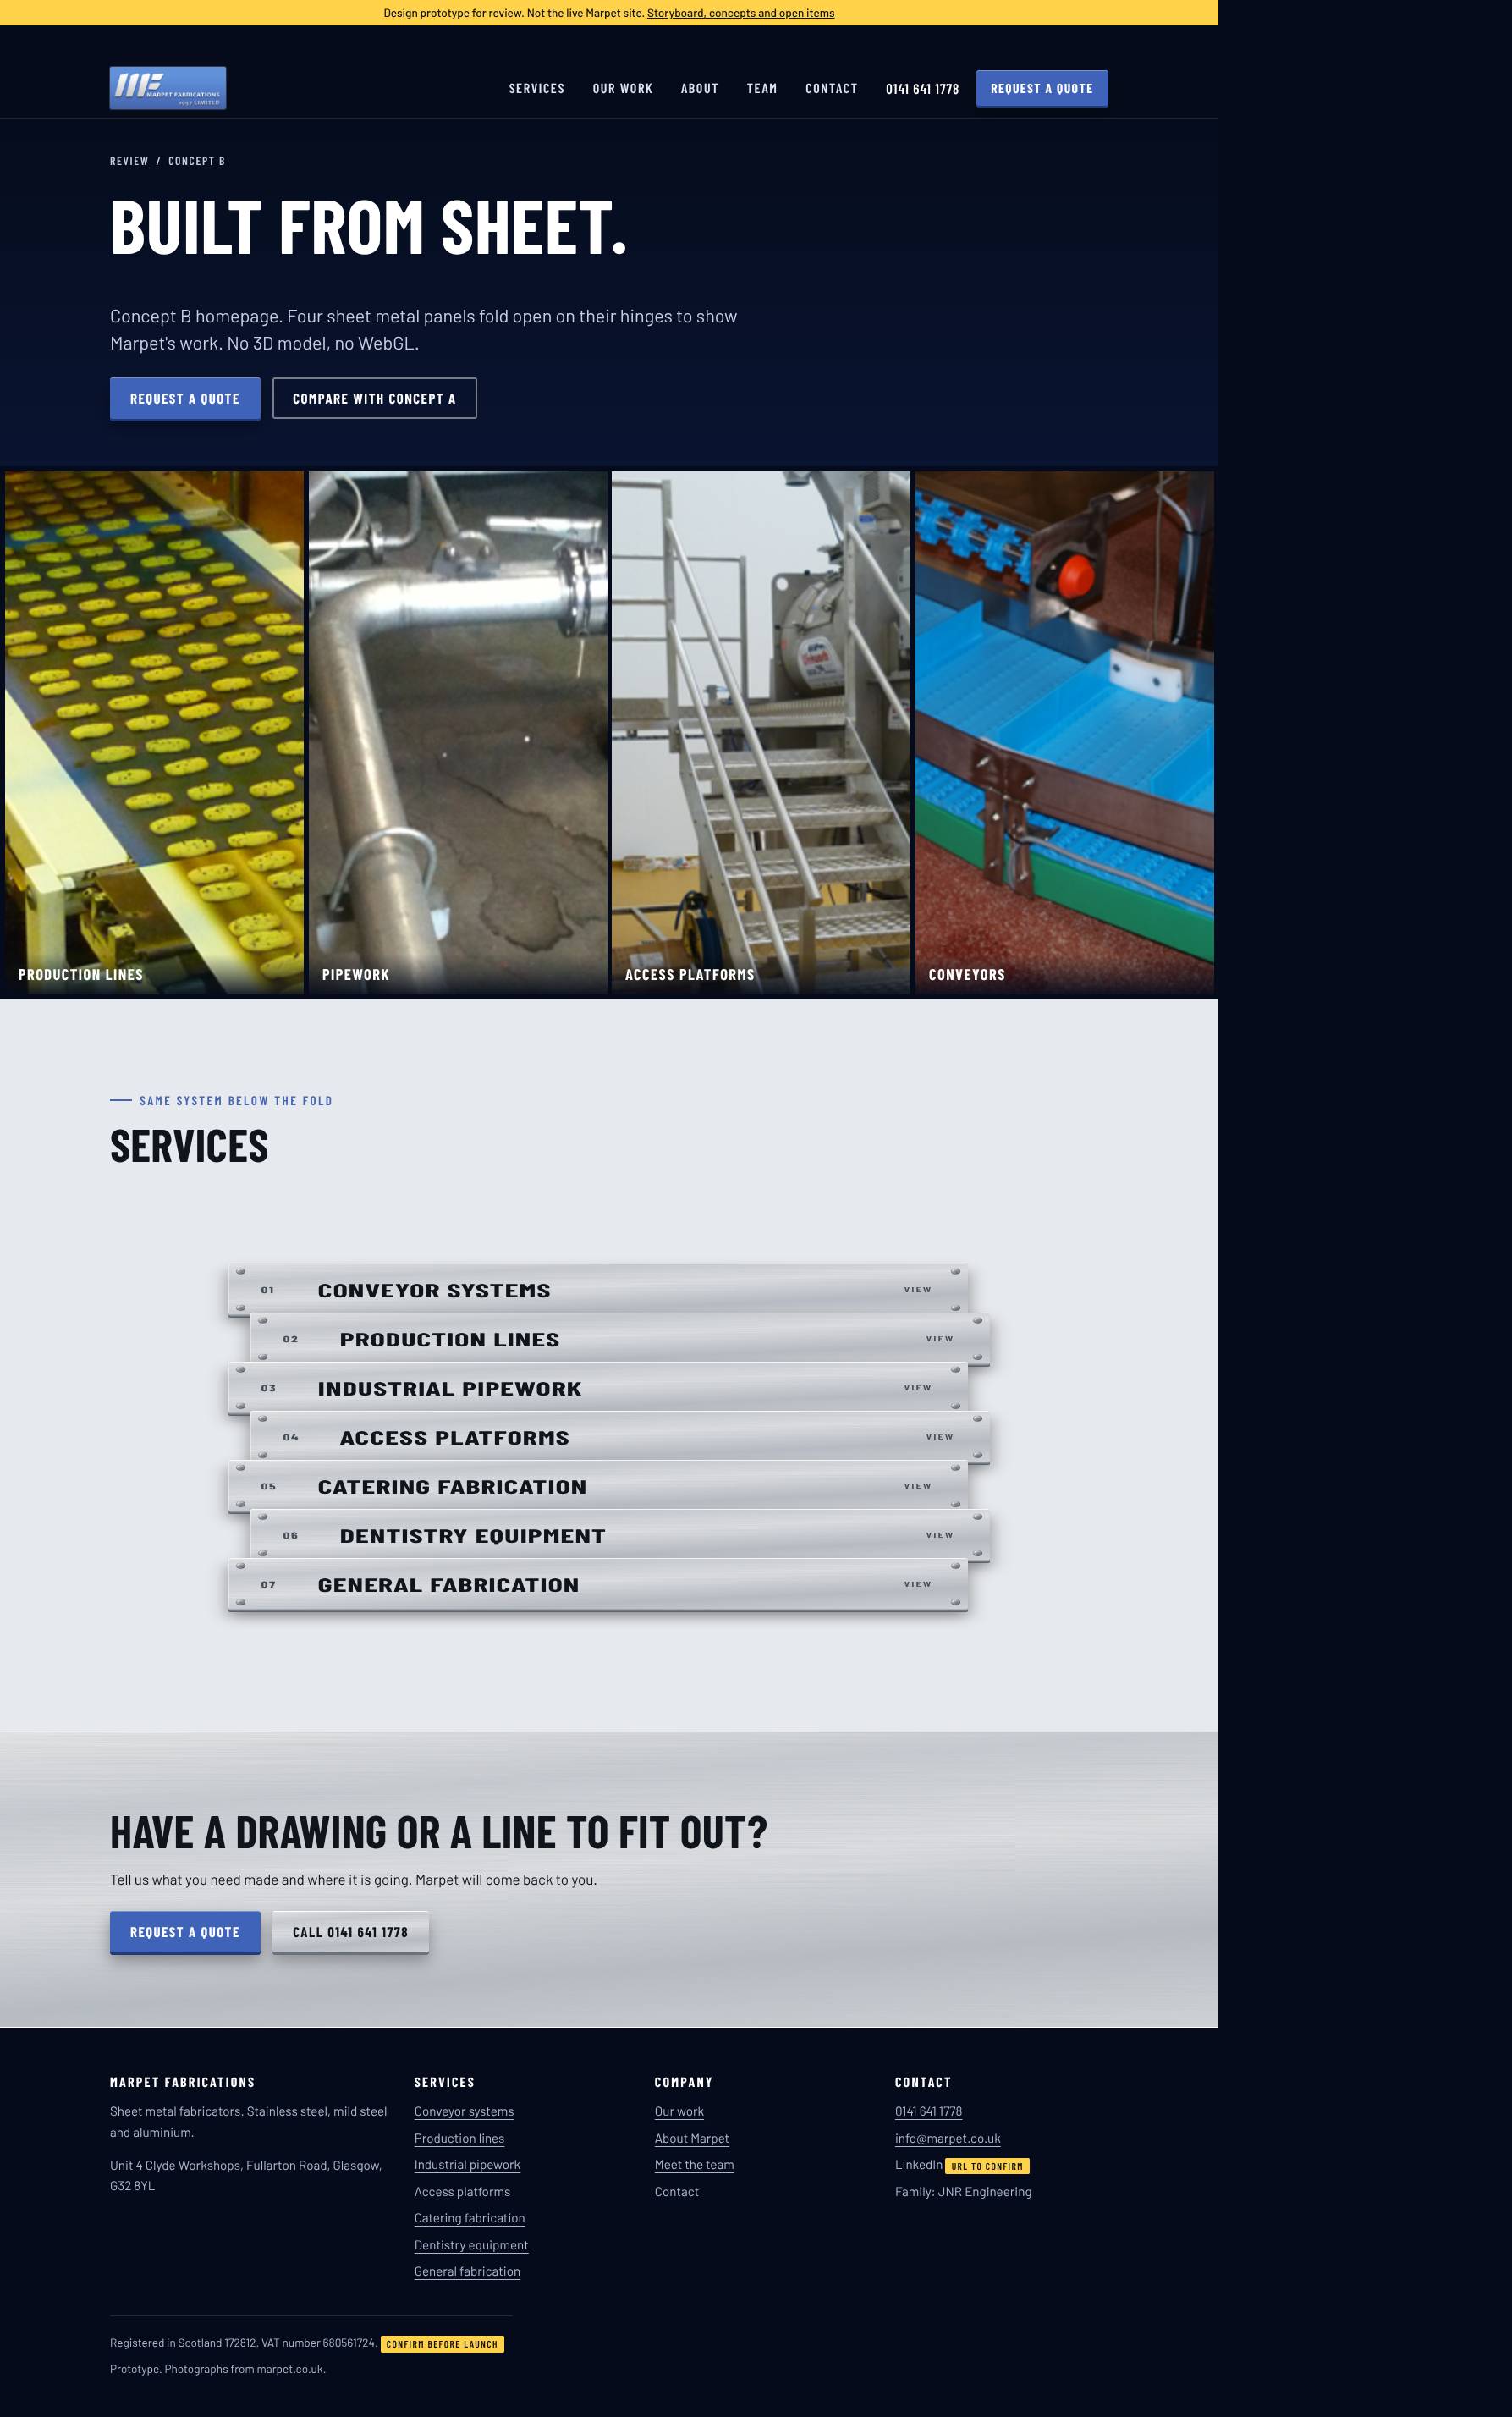 Design prototype for review. Not the live Marpet site. Storyboard, concepts and open items
MF MARPET FABRICATIONS
1997 LIMITED
SERVICES OUR WORK ABOUT TEAM CONTACT 0141 641 1778 REQUEST A QUOTE
REVIEW / CONCEPT B
BUILT FROM SHEET.
Concept B homepage. Four sheet metal panels fold open on their hinges to show
Marpet's work. No 3D model, no WebGL.
REQUEST A QUOTE COMPARE WITH CONCEPT A
PRODUCTION LINES PIPEWORK ACCESS PLATFORMS CONVEYORS
SAME SYSTEM BELOW THE FOLD
SERVICES
01 CONVEYOR SYSTEMS VIEW
02 PRODUCTION LINES VIEW
03 INDUSTRIAL PIPEWORK VIEW
04 ACCESS PLATFORMS VIEW
05 CATERING FABRICATION VIEW
06 DENTISTRY EQUIPMENT VIEW
07 GENERAL FABRICATION VIEW
HAVE A DRAWING OR A LINE TO FIT OUT?
Tell us what you need made and where it is going. Marpet will come back to you.
REQUEST A QUOTE CALL 0141 641 1778
MARPET FABRICATIONS
Sheet metal fabricators. Stainless steel, mild steel
and aluminium.
Unit 4 Clyde Workshops, Fullarton Road, Glasgow,
G32 8YL
SERVICES
Conveyor systems
Production lines
Industrial pipework
Access platforms
Catering fabrication
Dentistry equipment
General fabrication
COMPANY
Our work
About Marpet
Meet the team
Contact
CONTACT
0141 641 1778
info@marpet.co.uk
LinkedIn URL TO CONFIRM
Family: JNR Engineering
Registered in Scotland 172812. VAT number 680561724. CONFIRM BEFORE LAUNCH
Prototype. Photographs from marpet.co.uk.